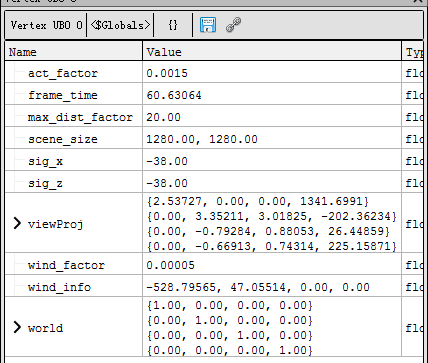 Vertex UBO 0
Vertex UBO 0 <$Globals> {}
Name Value Typ
act_factor 0.0015 flo
frame_time 60.63064 flo
max_dist_factor 20.00 flo
scene_size 1280.00, 1280.00 flo
sig_x -38.00 flo
sig_z -38.00 flo
{2.53727, 0.00, 0.00, 1341.6991}
{0.00, 3.35211, 3.01825, -202.36234}
viewProj flo
{0.00, -0.79284, 0.88053, 26.44859}
{0.00, -0.66913, 0.74314, 225.15871}
wind_factor 0.00005 flo
wind_info -528.79565, 47.05514, 0.00, 0.00 flo
{1.00, 0.00, 0.00, 0.00}
{0.00, 1.00, 0.00, 0.00}
world flo
{0.00, 0.00, 1.00, 0.00}
{0.00, 0.00, 0.00, 1.00}